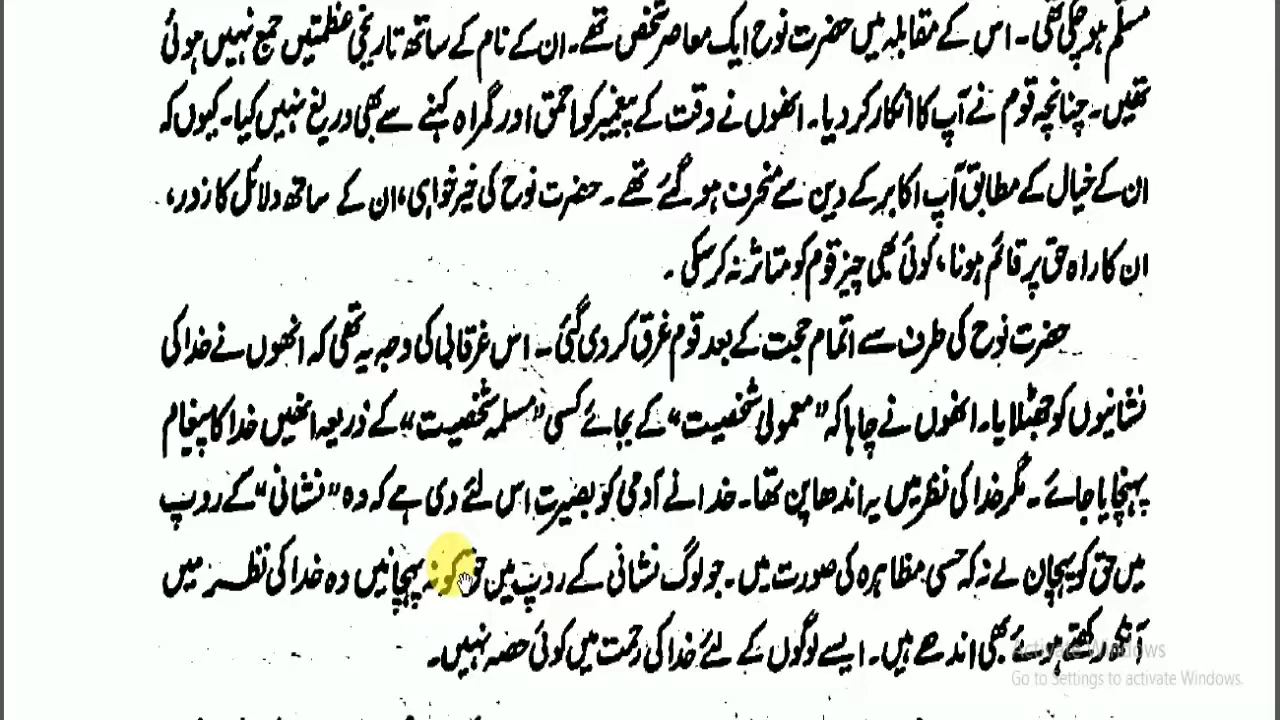 مسلّم ہو چکی تھی۔ اس کے مقابلہ میں حضرت نوح ایک معاصر شخص تھے۔ ان کے نام کے ساتھ تاریخی عظمتیں جمع نہیں ہوئی
تھیں۔ چنانچہ قوم نے آپ کا انکار کر دیا۔ انھوں نے وقت کے پیغمبر کو احمق اور گمراہ کہنے سے بھی دریغ نہیں کیا۔ کیوں کہ
ان کے خیال کے مطابق آپ اکابر کے دین سے منحرف ہو گئے تھے۔ حضرت نوح کی خیر خواہی، ان کے ساتھ دلائل کا زور،
ان کا راہ حق پر قائم ہونا، کوئی بھی چیز قوم کو متاثر نہ کر سکی۔
حضرت نوح کی طرف سے اتمام حجت کے بعد قوم غرق کر دی گئی۔ اس غرقابی کی وجہ یہ تھی کہ انھوں نے خدا کی
نشانیوں کو جھٹلایا۔ انھوں نے چاہا کہ "معمولی شخصیت" کے بجائے کسی "مسلمہ شخصیت" کے ذریعہ انھیں خدا کا پیغام
پہنچایا جائے۔ مگر خدا کی نظر میں یہ اندھا پن تھا۔ خدا نے آدمی کو بصیرت اس لئے دی ہے کہ وہ "نشانی" کے روپ
میں حق کو پہچان لے نہ کہ حسی مظاہرہ کی صورت میں۔ جو لوگ نشانی کے روپ میں حق کو نہ پہچانیں وہ خدا کی نظر میں
آنکھ رکھتے ہوئے بھی اندھے ہیں۔ ایسے لوگوں کے لئے خدا کی رحمت میں کوئی حصہ نہیں۔
Activate Windows
Go to Settings to activate Windows.